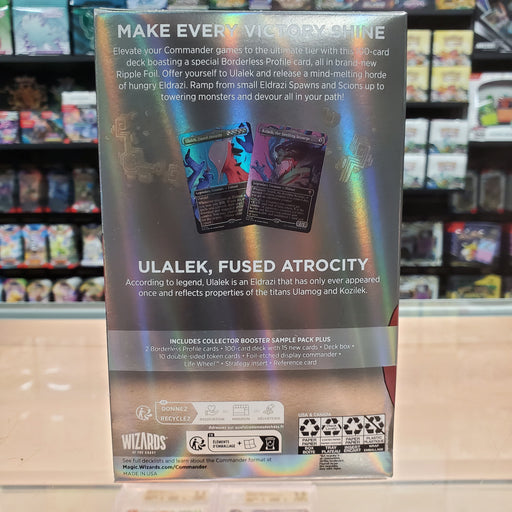 MAKE EVERY VICTORY SHINE
Elevate your Commander games to the ultimate tier with this 100-card
deck boasting a special Borderless Profile card, all in brand-new
Ripple Foil. Offer yourself to Ulalek and release a mind-melting horde
of hungry Eldrazi. Ramp from small Eldrazi Spawns and Scions up to
towering monsters and devour all in your path!
ULALEK, FUSED ATROCITY
According to legend, Ulalek is an Eldrazi that has only ever appeared
once and reflects properties of the titans Ulamog and Kozilek.
INCLUDES COLLECTOR BOOSTER SAMPLE PACK PLUS
2 Borderless Profile cards • 100-card deck with 15 new cards • Deck box •
10 double-sided token cards • Foil-etched display commander •
Life Wheel • Strategy insert • Reference card
DONNEZ
RECYCLEZ
ÉLÉMENTS
D'EMBALLAGE
USA & CANADA
WIZARDS
OF THE COAST
See full decklists and learn about the Commander format at
Magic.Wizards.com/Commander
MADE IN USA